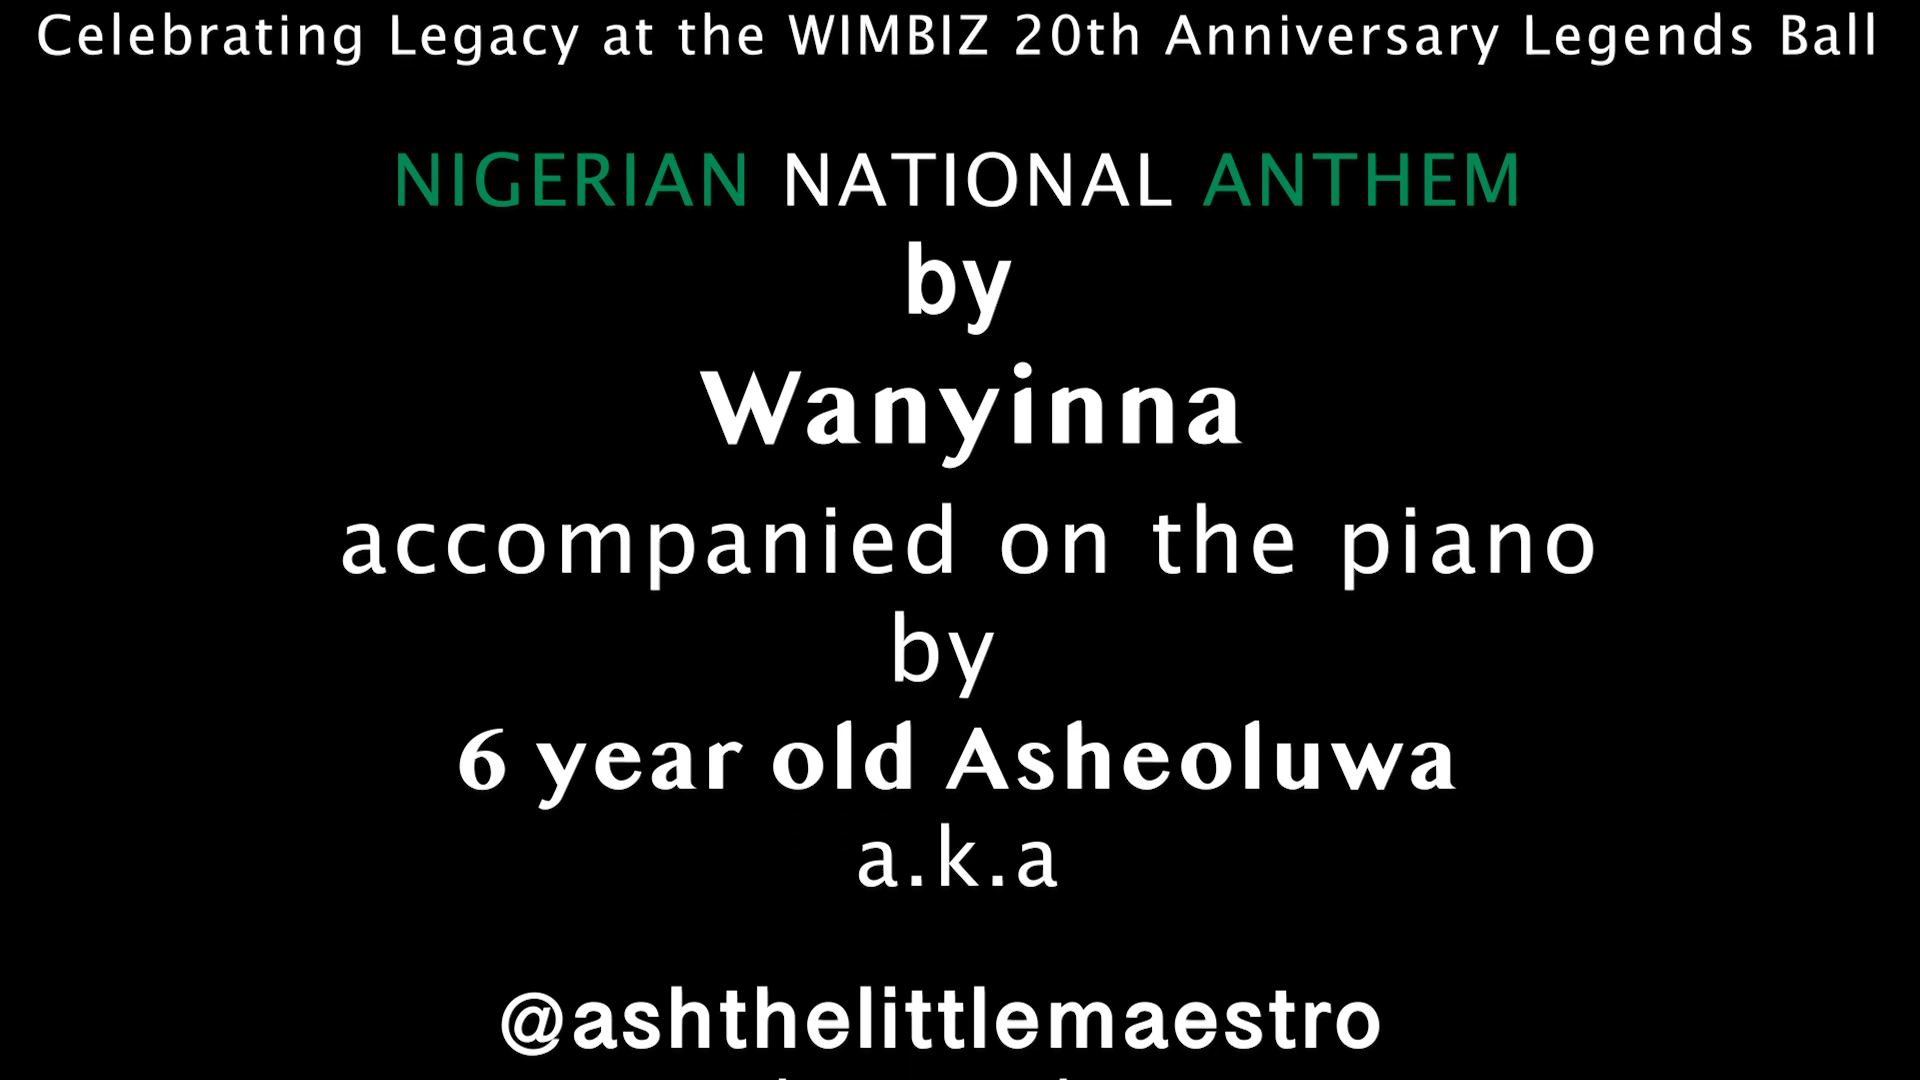 Celebrating Legacy at the WIMBIZ 20th Anniversary Legends Ball
NIGERIAN NATIONAL ANTHEM
by
Wanyinna
accompanied on the piano
by
6 year old Asheoluwa
a.k.a
@ashthelittlemaestro